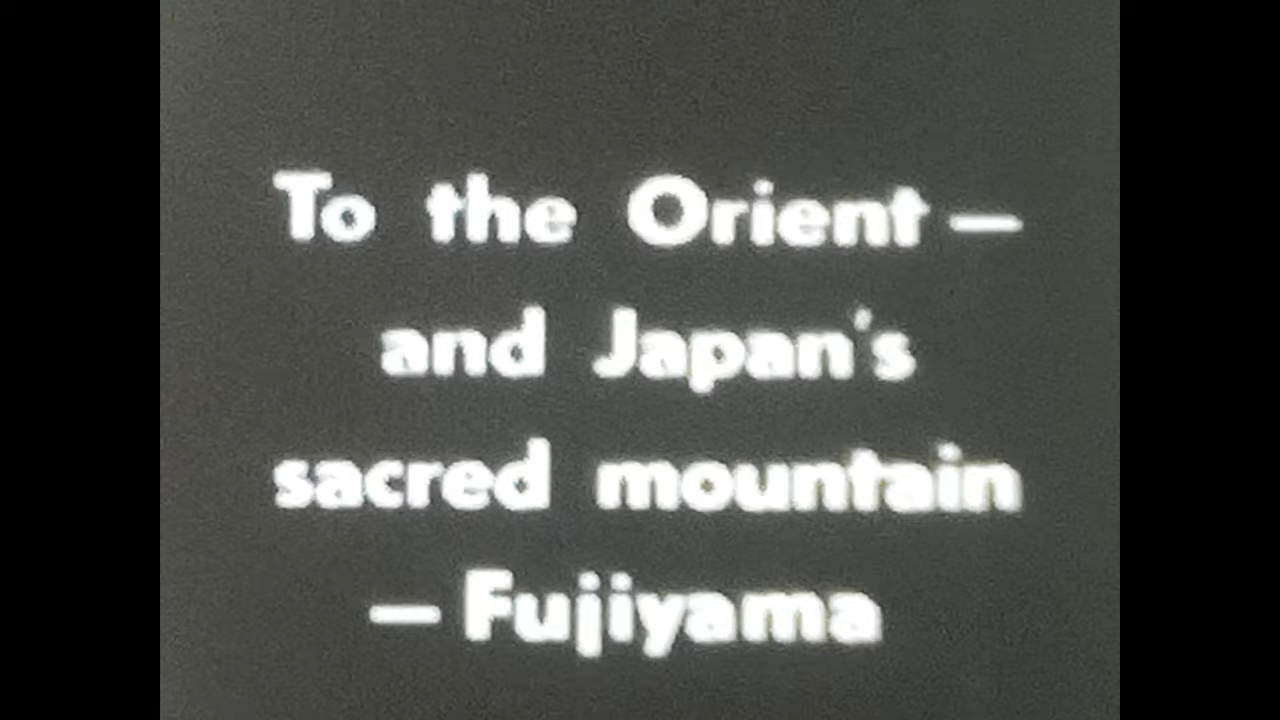 To the Orient —
and Japan's
sacred mountain
— Fujiyama